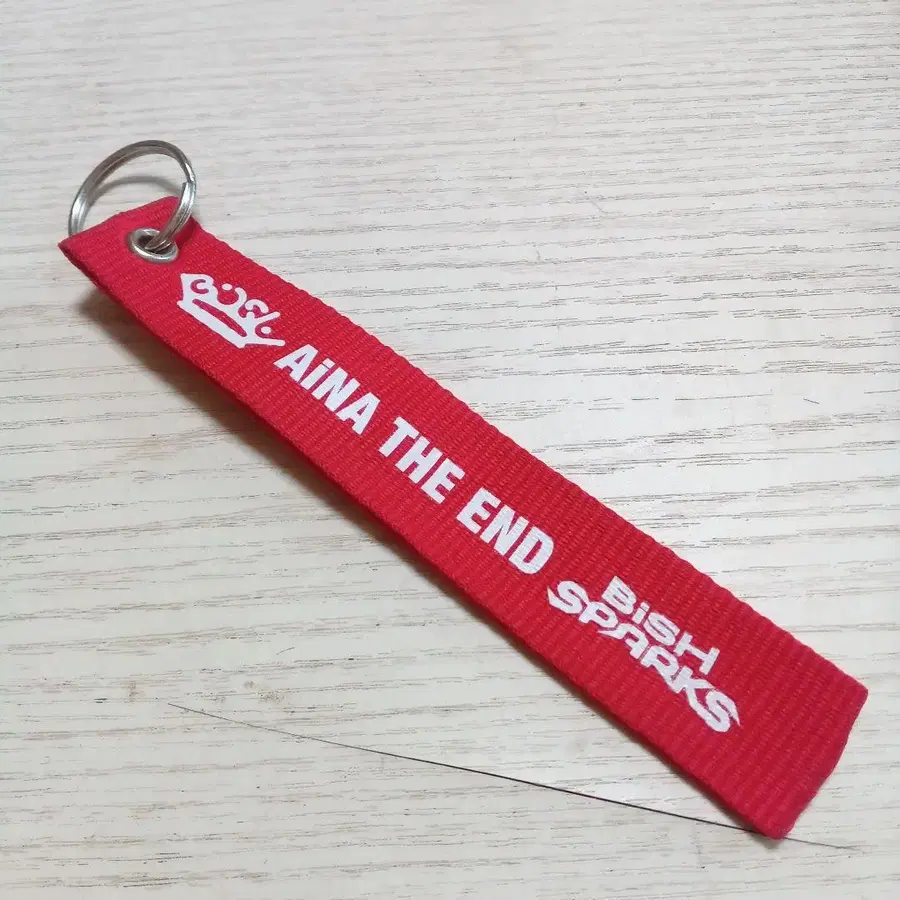 AiNA THE END
BiSH
SPARKS